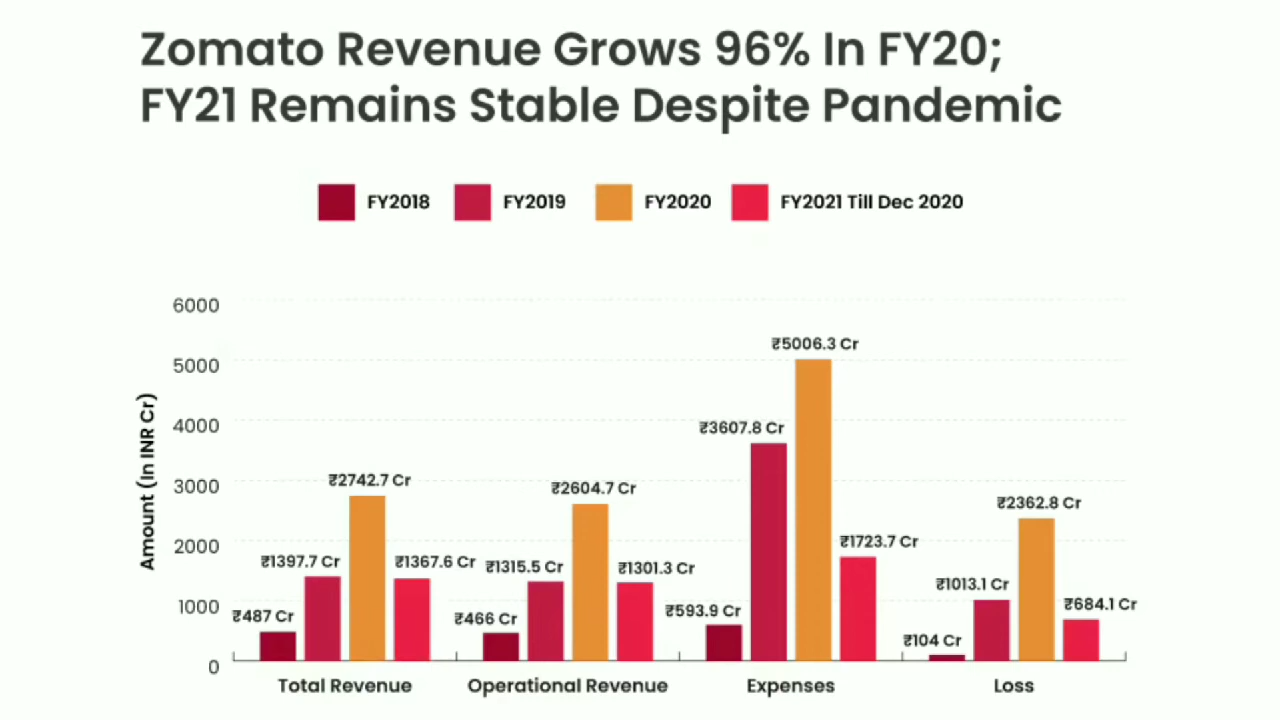 Zomato Revenue Grows 96% In FY20;
FY21 Remains Stable Despite Pandemic
FY2018 FY2019 FY2020 FY2021 Till Dec 2020
Amount (In INR Cr)
6000
5000
4000
3000
2000
1000
0
₹487 Cr ₹1397.7 Cr ₹2742.7 Cr ₹1367.6 Cr
₹466 Cr ₹1315.5 Cr ₹2604.7 Cr ₹1301.3 Cr
₹593.9 Cr ₹3607.8 Cr ₹5006.3 Cr ₹1723.7 Cr
₹104 Cr ₹1013.1 Cr ₹2362.8 Cr ₹684.1 Cr
Total Revenue Operational Revenue Expenses Loss